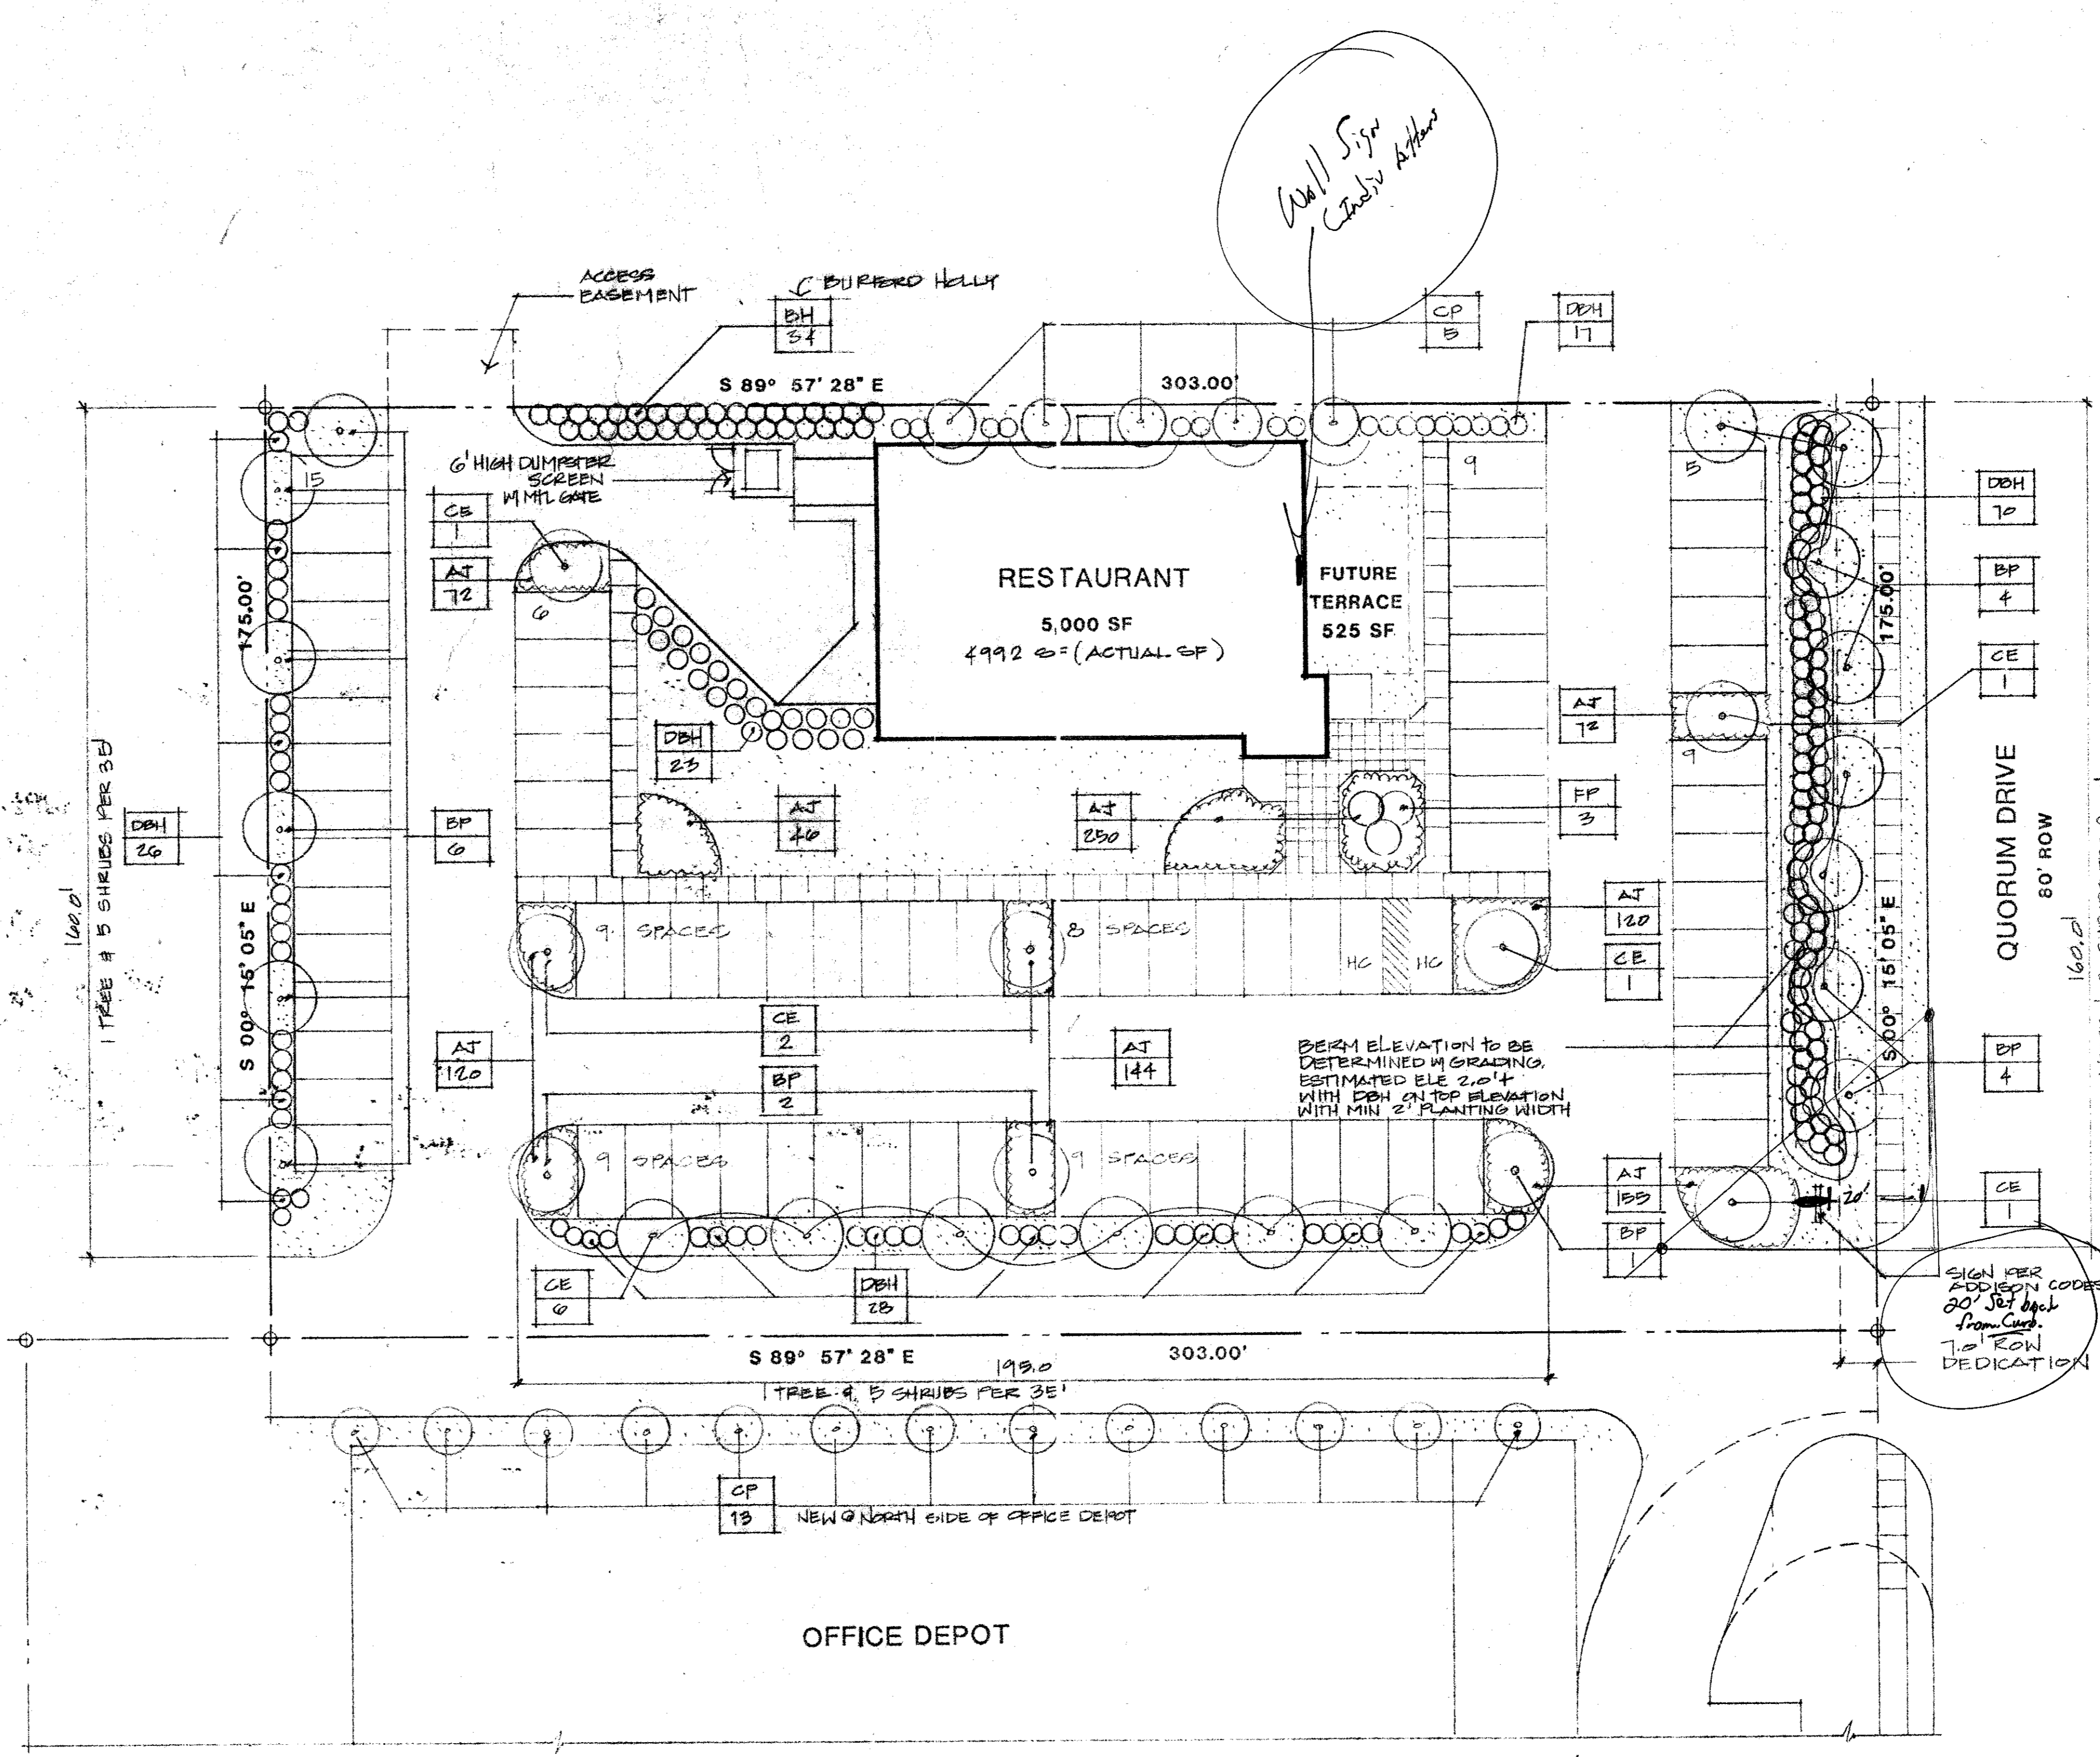 Wall Sign
(Indiv letters
ACCESS
EASEMENT
BURFORD HOLLY
BH
34
CP
5
DBH
17
S 89° 57' 28" E
303.00'
6' HIGH DUMPSTER
SCREEN
W/ MTL GATE
15
9
5
CE
1
AJ
72
6
DBH
70
BP
4
175.00'
RESTAURANT
5,000 SF
4992 S= (ACTUAL SF)
FUTURE
TERRACE
525 SF
175.00'
CE
1
AJ
72
9
DBH
23
AJ
46
AJ
250
FP
3
DBH
26
BP
6
1 TREE & 5 SHRUBS PER 35'
160.0'
S 00° 15' 05" E
QUORUM DRIVE
80' ROW
160.0'
S 00° 15' 05" E
9 SPACES
8 SPACES
HC
HC
AJ
120
CE
1
CE
2
BP
2
AJ
120
AJ
144
BERM ELEVATION TO BE
DETERMINED W/ GRADING.
ESTIMATED ELE 2.0'+
WITH DBH ON TOP ELEVATION
WITH MIN 2' PLANTING WIDTH
BP
4
9 SPACES
9 SPACES
AJ
155
BP
1
20'
CE
1
CE
6
DBH
28
SIGN PER
ADDISON CODES
20' Set back
from Curb.
7.0' ROW
DEDICATION
S 89° 57' 28" E
303.00'
195.0
1 TREE & 5 SHRUBS PER 35'
CP
13
NEW @ NORTH SIDE OF OFFICE DEPOT
OFFICE DEPOT